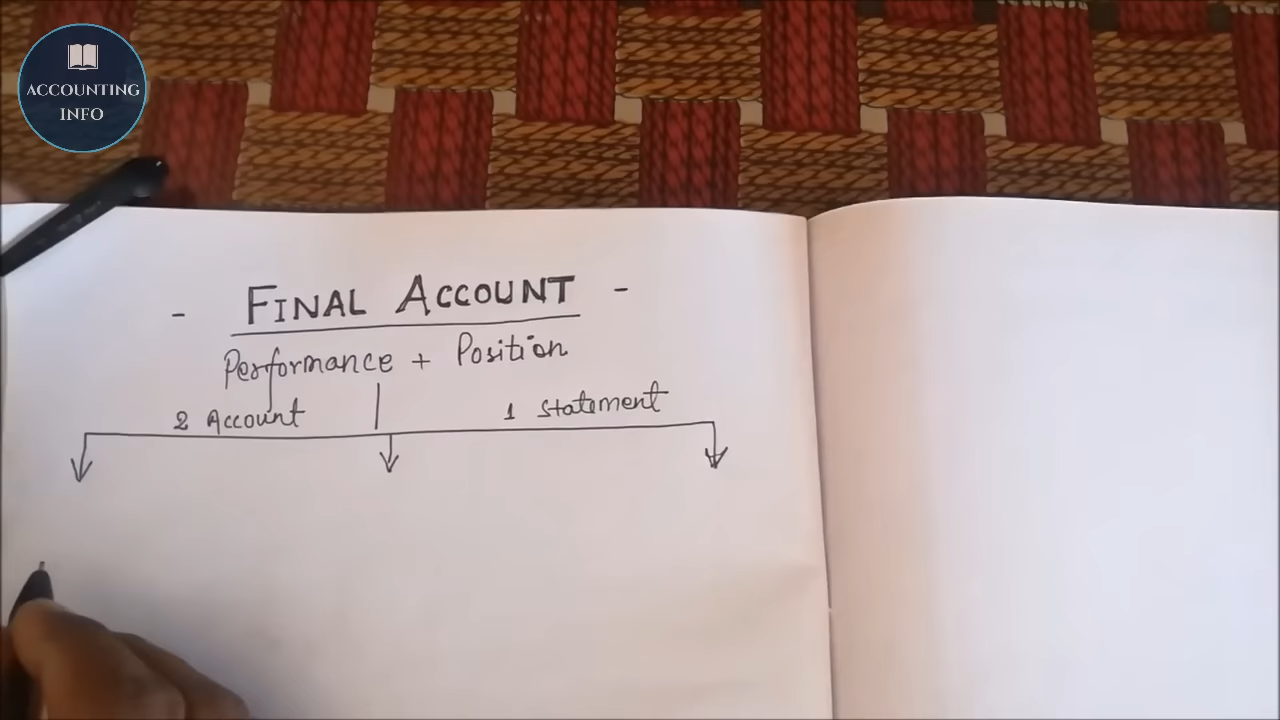 ACCOUNTING
INFO
- FINAL ACCOUNT -
Performance + Position
2 Account
1 Statement